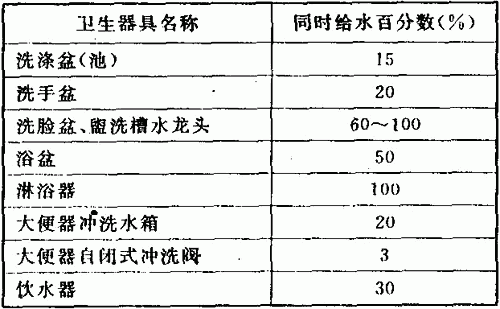 卫生器具名称 同时给水百分数(%)
洗涤盆(池) 15
洗手盆 20
洗脸盆、盥洗槽水龙头 60～100
浴盆 50
淋浴器 100
大便器冲洗水箱 20
大便器自闭式冲洗阀 3
饮水器 30